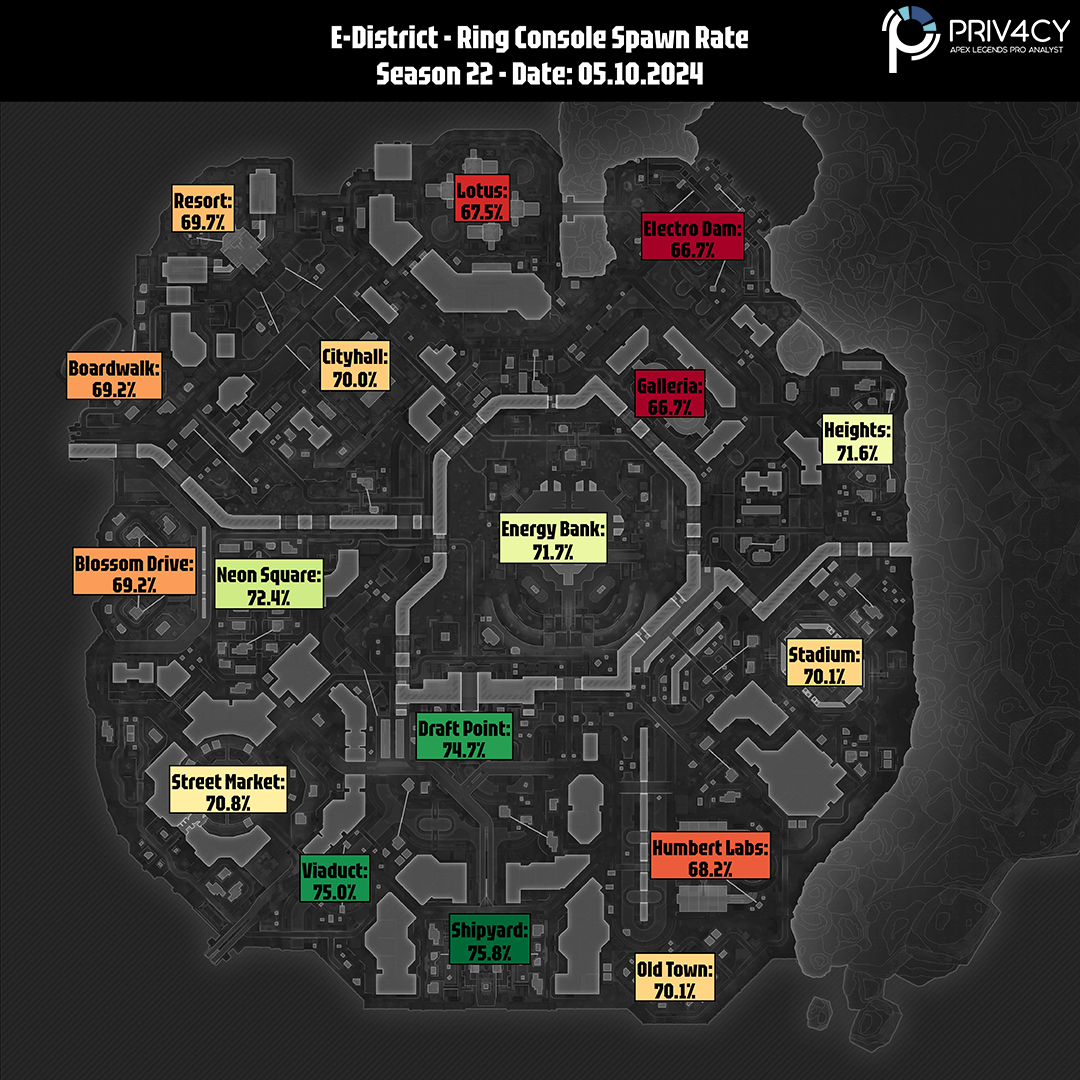 E-District - Ring Console Spawn Rate
Season 22 - Date: 05.10.2024
PRIV4CY
APEX LEGENDS PRO ANALYST
Resort:
69.7%
Lotus:
67.5%
Electro Dam:
66.7%
Boardwalk:
69.2%
Cityhall:
70.0%
Galleria:
66.7%
Heights:
71.6%
Energy Bank:
71.7%
Blossom Drive:
69.2%
Neon Square:
72.4%
Stadium:
70.1%
Draft Point:
74.7%
Street Market:
70.8%
Humbert Labs:
68.2%
Viaduct:
75.0%
Shipyard:
75.8%
Old Town:
70.1%